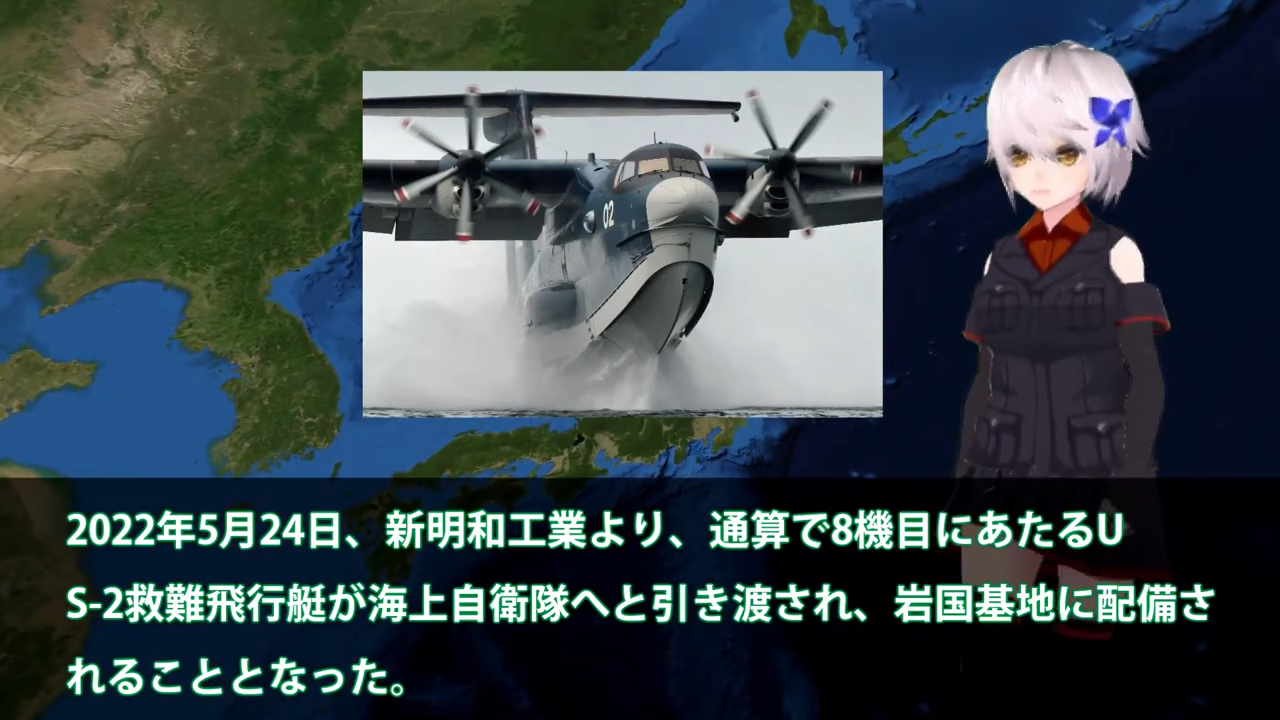 02
2022年5月24日、新明和工業より、通算で8機目にあたるU
S-2救難飛行艇が海上自衛隊へと引き渡され、岩国基地に配備さ
れることとなった。